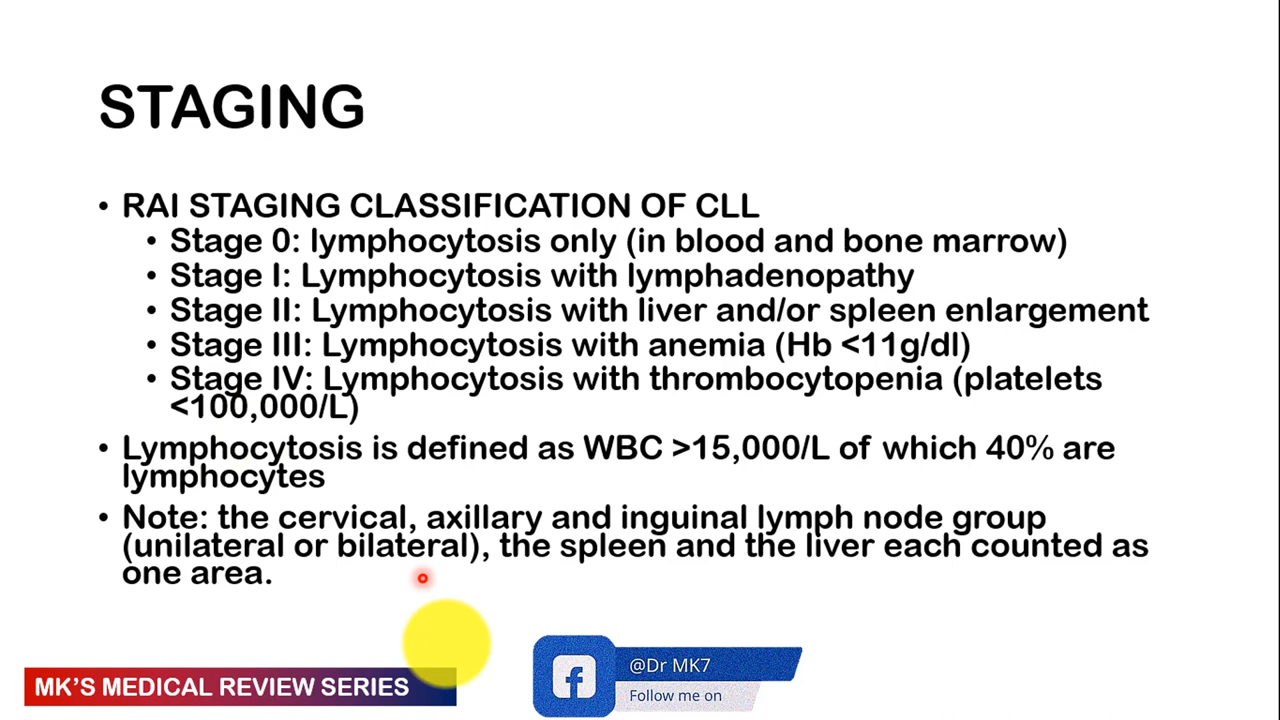 STAGING
• RAI STAGING CLASSIFICATION OF CLL
• Stage 0: lymphocytosis only (in blood and bone marrow)
• Stage I: Lymphocytosis with lymphadenopathy
• Stage II: Lymphocytosis with liver and/or spleen enlargement
• Stage III: Lymphocytosis with anemia (Hb <11g/dl)
• Stage IV: Lymphocytosis with thrombocytopenia (platelets
<100,000/L)
• Lymphocytosis is defined as WBC >15,000/L of which 40% are
lymphocytes
• Note: the cervical, axillary and inguinal lymph node group
(unilateral or bilateral), the spleen and the liver each counted as
one area.
MK'S MEDICAL REVIEW SERIES
@Dr MK7
Follow me on